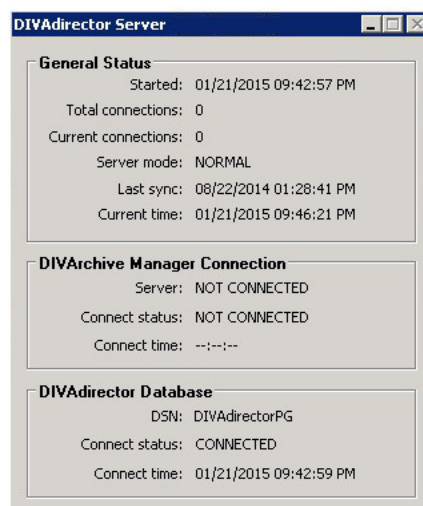 DIVAdirector Server
General Status
Started: 01/21/2015 09:42:57 PM
Total connections: 0
Current connections: 0
Server mode: NORMAL
Last sync: 08/22/2014 01:28:41 PM
Current time: 01/21/2015 09:46:21 PM
DIVArchive Manager Connection
Server: NOT CONNECTED
Connect status: NOT CONNECTED
Connect time: --:--:--
DIVAdirector Database
DSN: DIVAdirectorPG
Connect status: CONNECTED
Connect time: 01/21/2015 09:42:59 PM